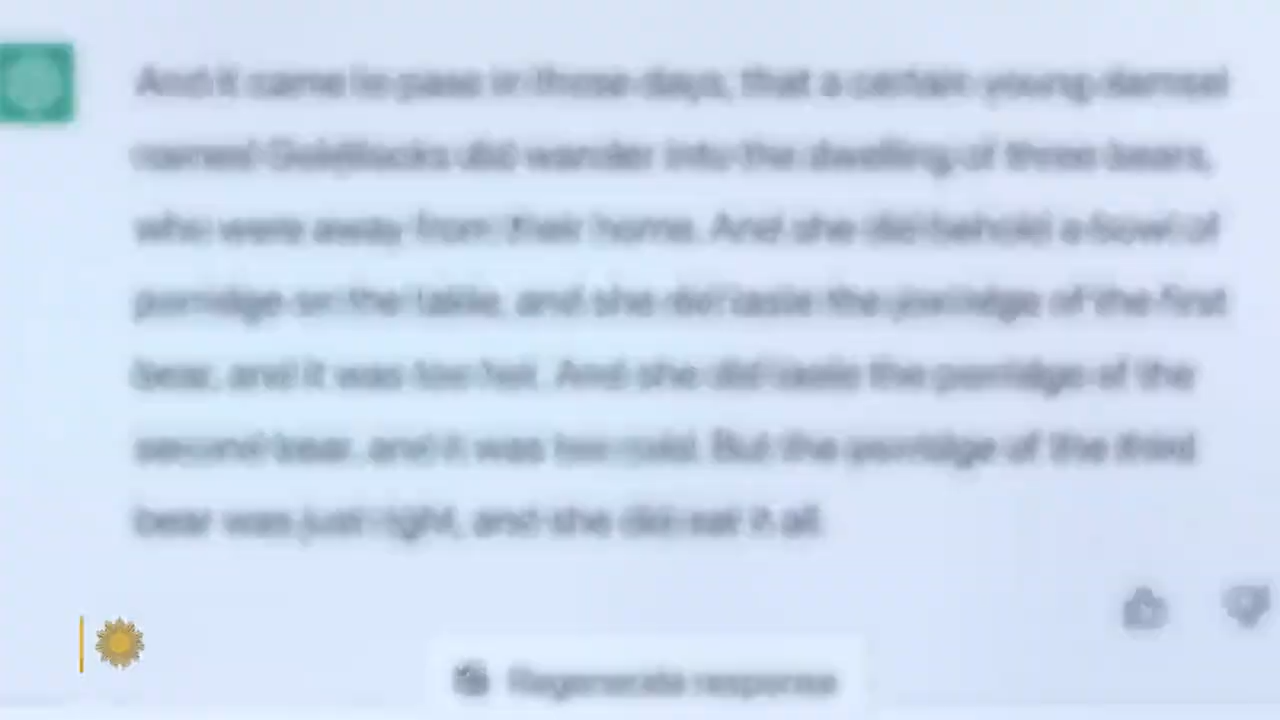 And it came to pass in those days, that a certain young damsel
named Goldilocks did wander into the dwelling of three bears,
who were away from their home. And she did behold a bowl of
porridge on the table, and she did taste the porridge of the first
bear, and it was too hot. And she did taste the porridge of the
second bear, and it was too cold. But the porridge of the third
bear was just right, and she did eat it all.
Regenerate response